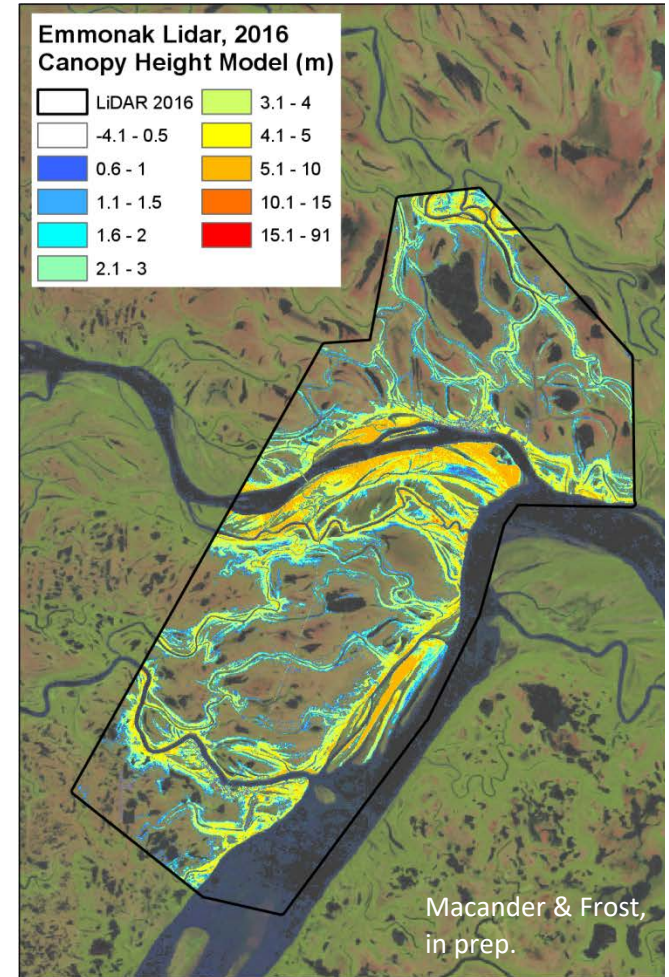 Emmonak Lidar, 2016
Canopy Height Model (m)
LiDAR 2016
-4.1 - 0.5
0.6 - 1
1.1 - 1.5
1.6 - 2
2.1 - 3
3.1 - 4
4.1 - 5
5.1 - 10
10.1 - 15
15.1 - 91
Macander & Frost,
in prep.